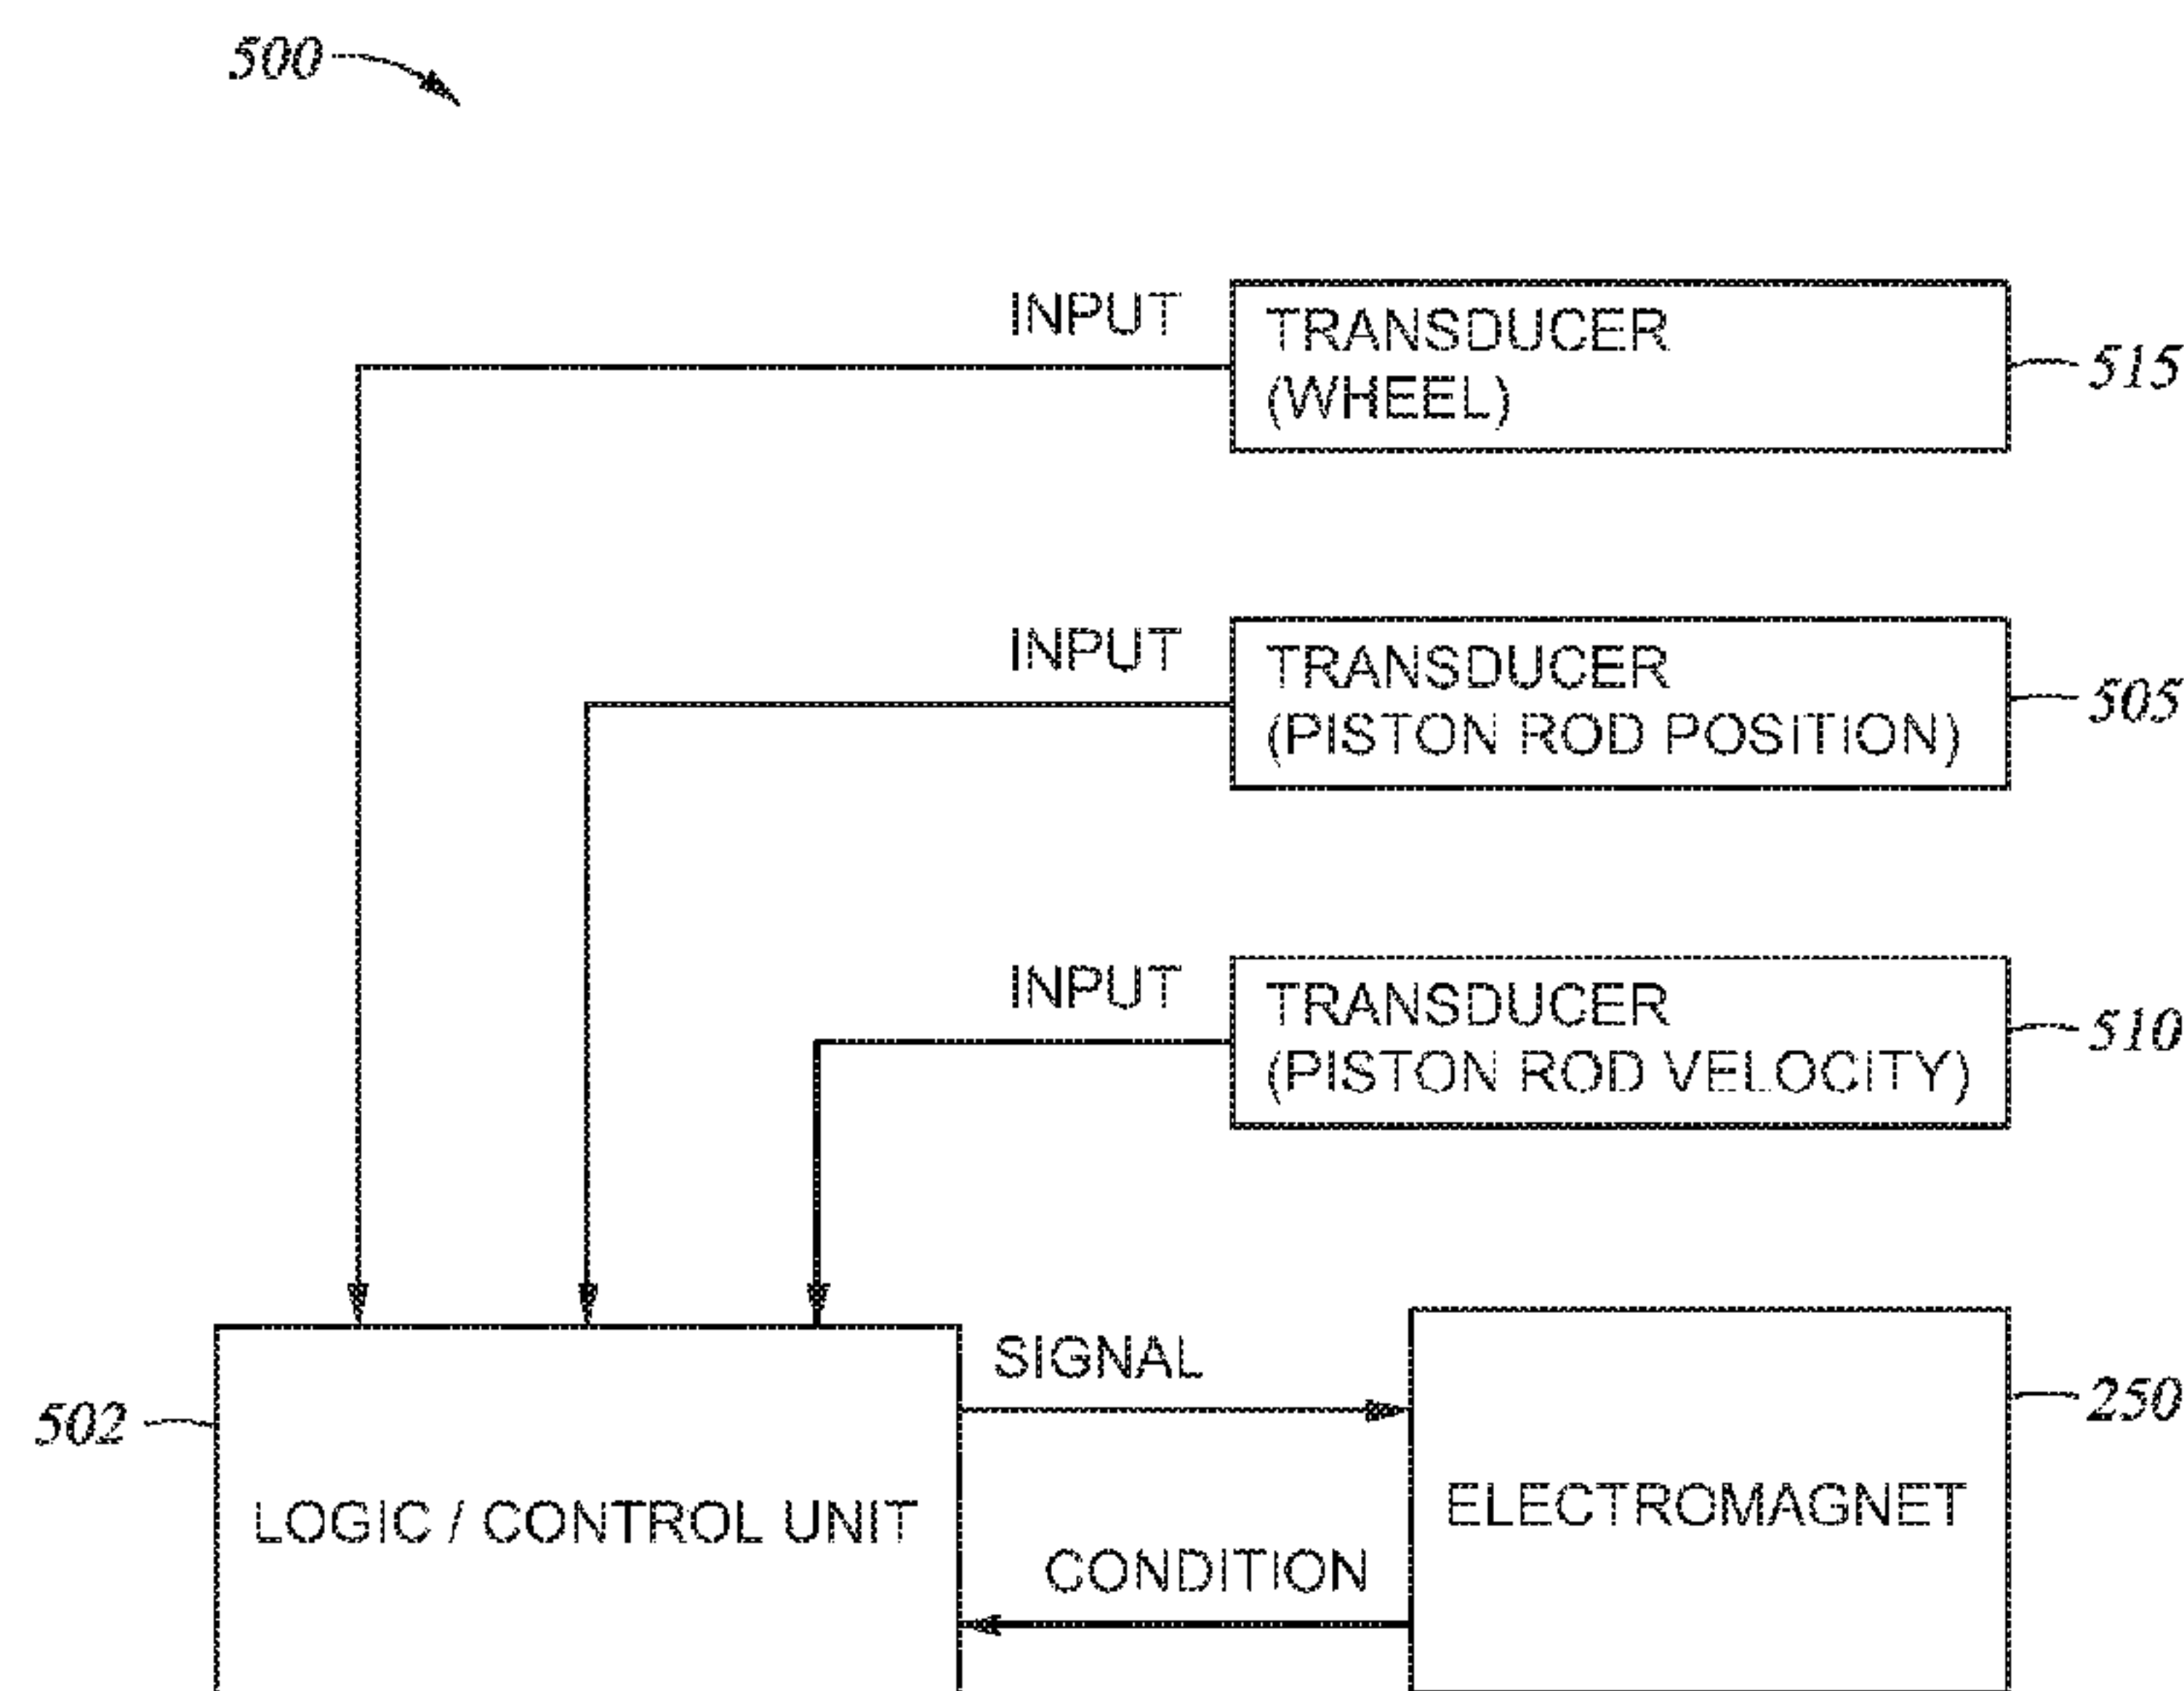 500
INPUT
TRANSDUCER
(WHEEL)
515
INPUT
TRANSDUCER
(PISTON ROD POSITION)
505
INPUT
TRANSDUCER
(PISTON ROD VELOCITY)
510
SIGNAL
502
LOGIC / CONTROL UNIT
CONDITION
ELECTROMAGNET
250